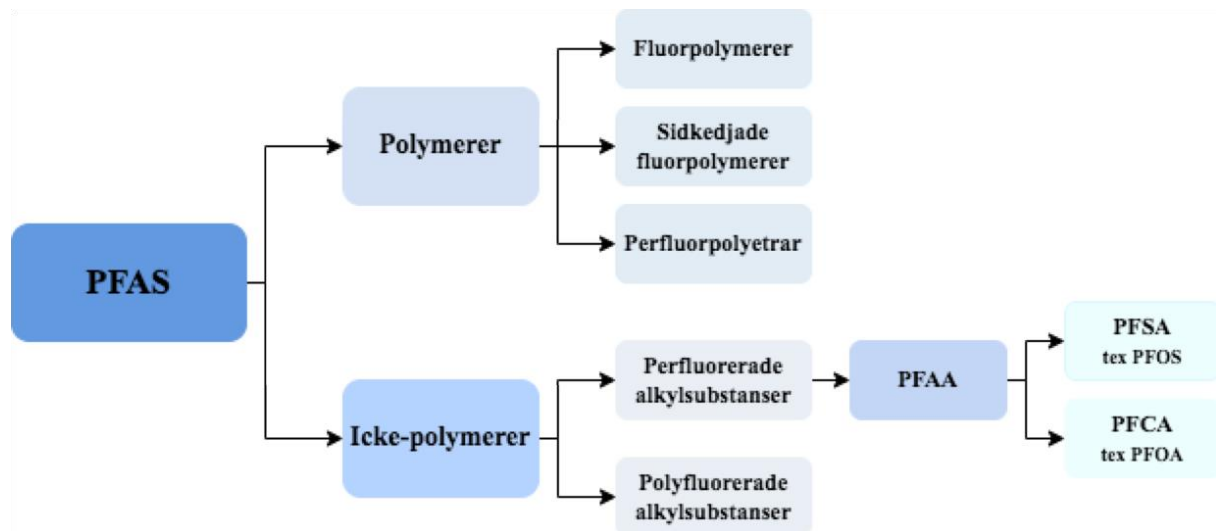 PFAS
Polymerer
Fluorpolymerer
Sidkedjade
fluorpolymerer
Perfluorpolyetrar
Icke-polymerer
Perfluorerade
alkylsubstanser
Polyfluorerade
alkylsubstanser
PFAA
PFSA
tex PFOS
PFCA
tex PFOA